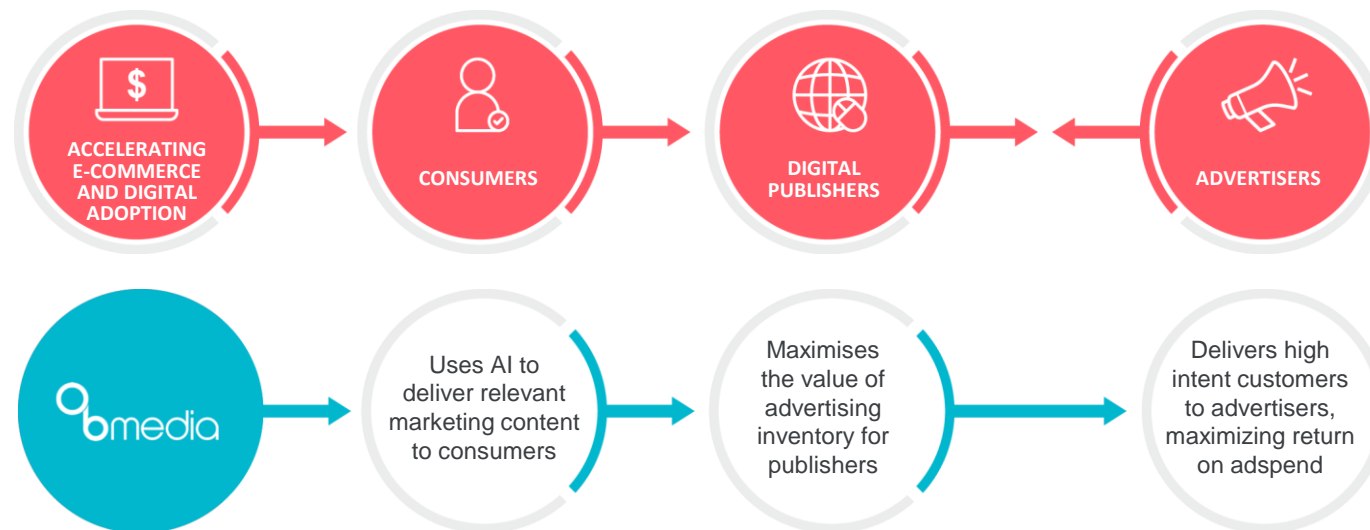 $
ACCELERATING
E-COMMERCE
AND DIGITAL
ADOPTION
CONSUMERS
DIGITAL
PUBLISHERS
ADVERTISERS
obmedia
Uses AI to
deliver relevant
marketing content
to consumers
Maximises
the value of
advertising
inventory for
publishers
Delivers high
intent customers
to advertisers,
maximizing return
on adspend